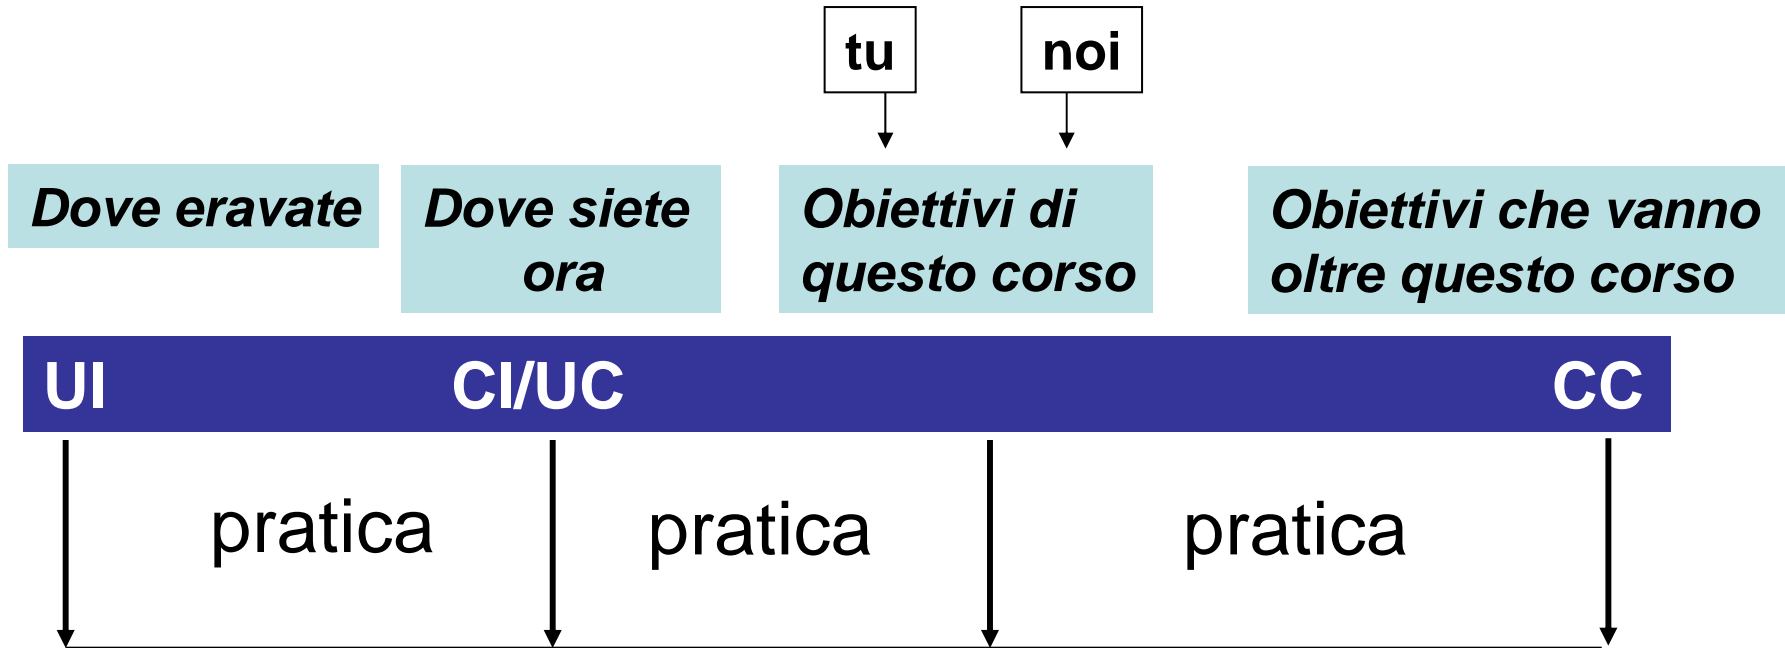 tu
noi
Dove eravate
Dove siete
ora
Obiettivi di
questo corso
Obiettivi che vanno
oltre questo corso
UI
CI/UC
CC
pratica
pratica
pratica